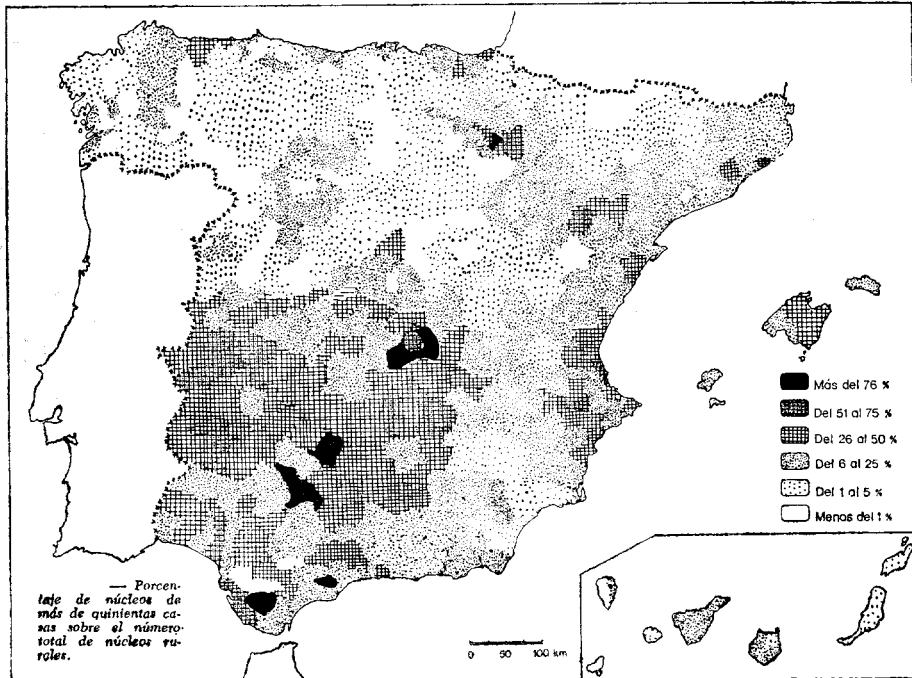 Más del 76 %
Del 51 al 75 %
Del 26 al 50 %
Del 6 al 25 %
Del 1 al 5 %
Menos del 1 %
— Porcen-
taje de núcleos de
más de quinientas ca-
sas sobre el número
total de núcleos ru-
rales.
0 50 100 km